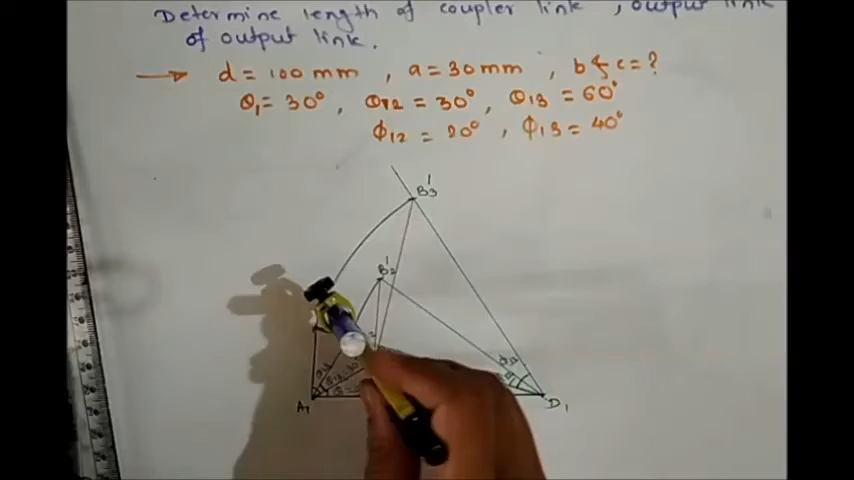 Determine length of coupler link , output link
of output link.
→ d = 100 mm , a = 30 mm , b & c = ?
θ1 = 30° , θ12 = 30° , θ13 = 60°
φ12 = 20° , φ13 = 40°
B3'
B2'
A1
D1